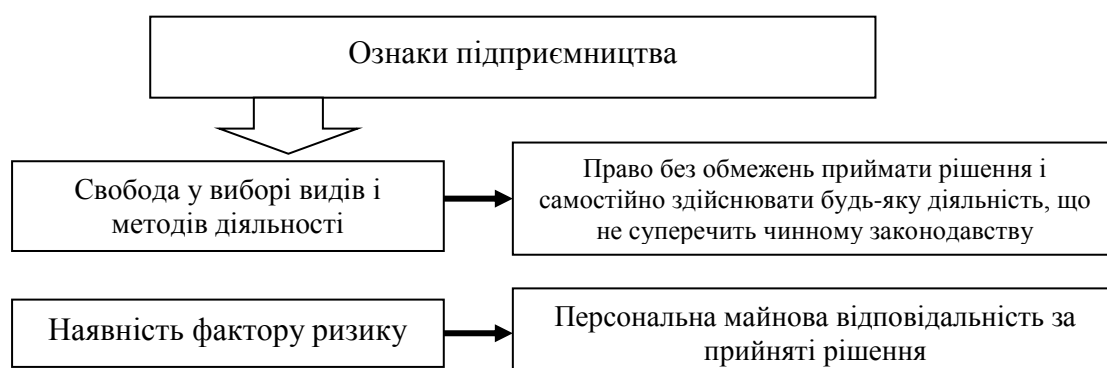 Ознаки підприємництва
Свобода у виборі видів і
методів діяльності
Право без обмежень приймати рішення і
самостійно здійснювати будь-яку діяльність, що
не суперечить чинному законодавству
Наявність фактору ризику
Персональна майнова відповідальність за
прийняті рішення